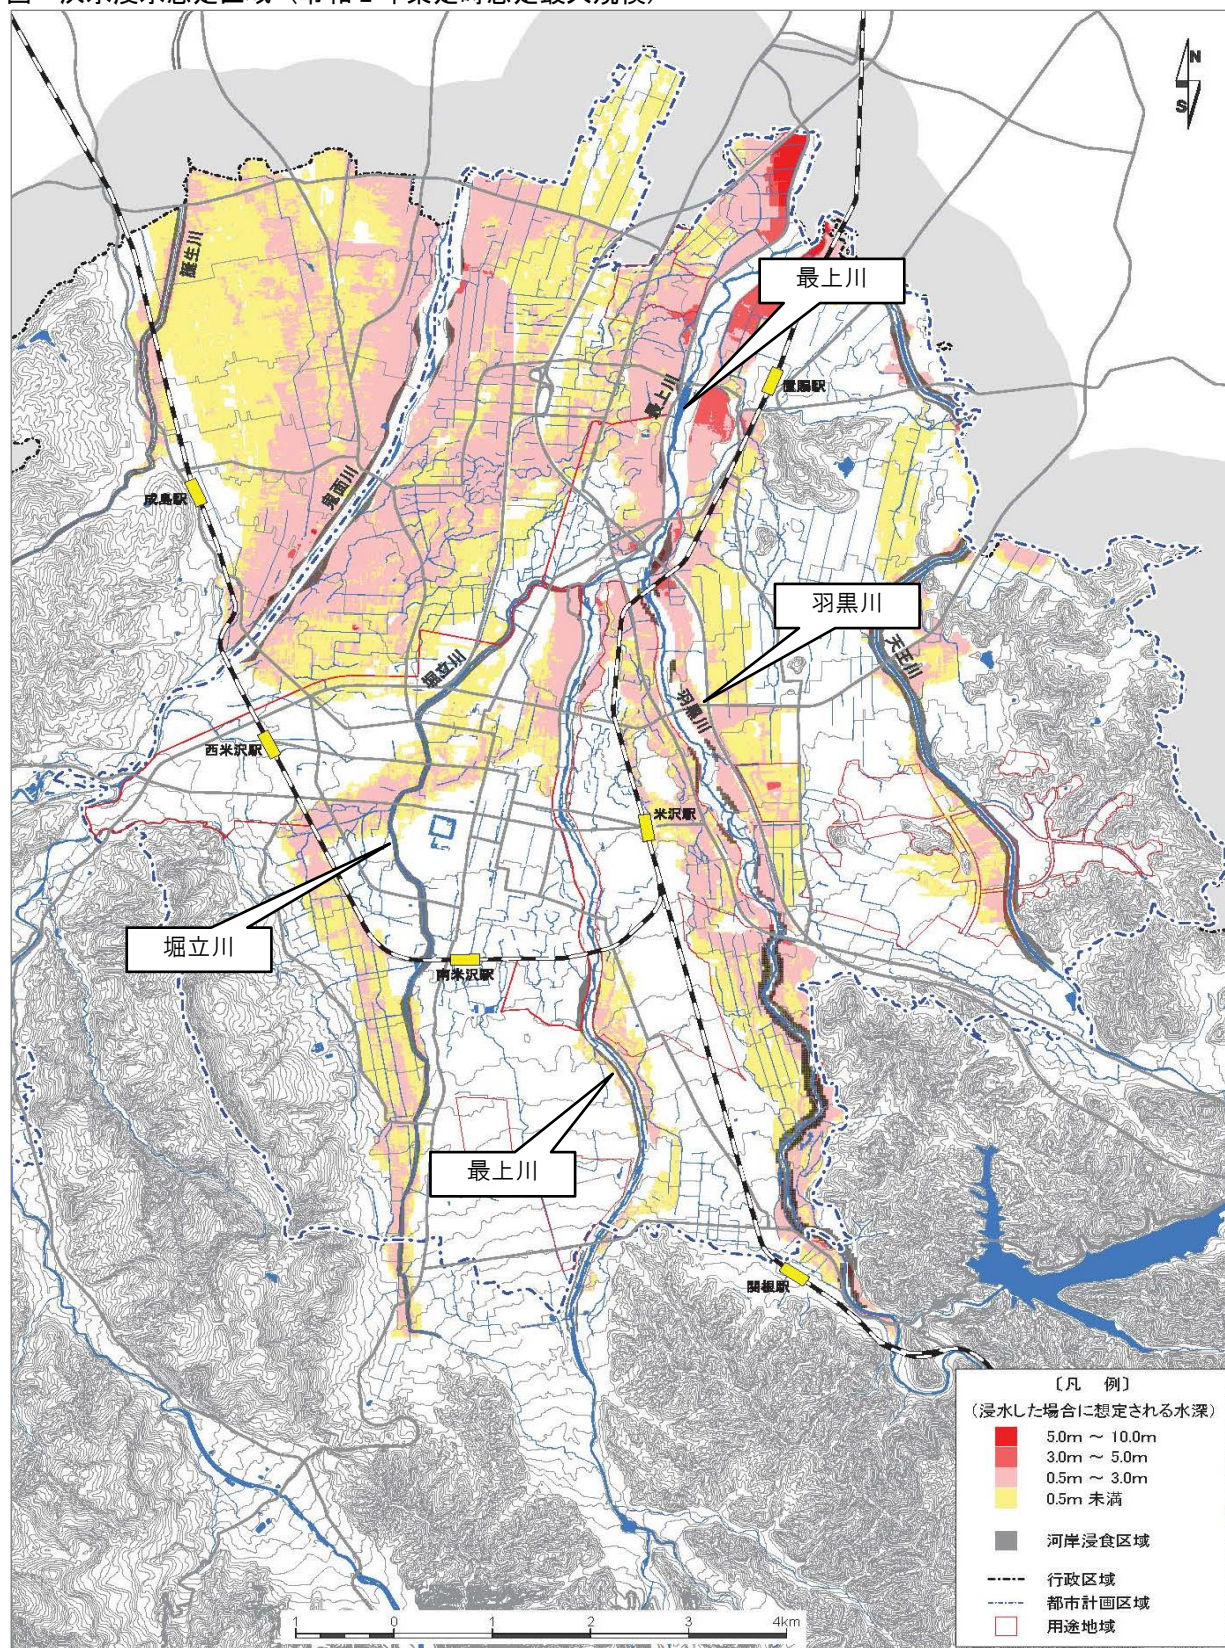 図 洪水浸水想定区域（令和2年策定時想定最大規模）
N
S
最上川
羅生川
最上川
置賜駅
成島駅
鬼面川
羽黒川
天王川
堀立川
羽黒川
西米沢駅
米沢駅
堀立川
南米沢駅
最上川
関根駅
〔凡 例〕
（浸水した場合に想定される水深）
5.0m ～ 10.0m
3.0m ～ 5.0m
0.5m ～ 3.0m
0.5m 未満
河岸浸食区域
行政区域
都市計画区域
用途地域
1 0 1 2 3 4km